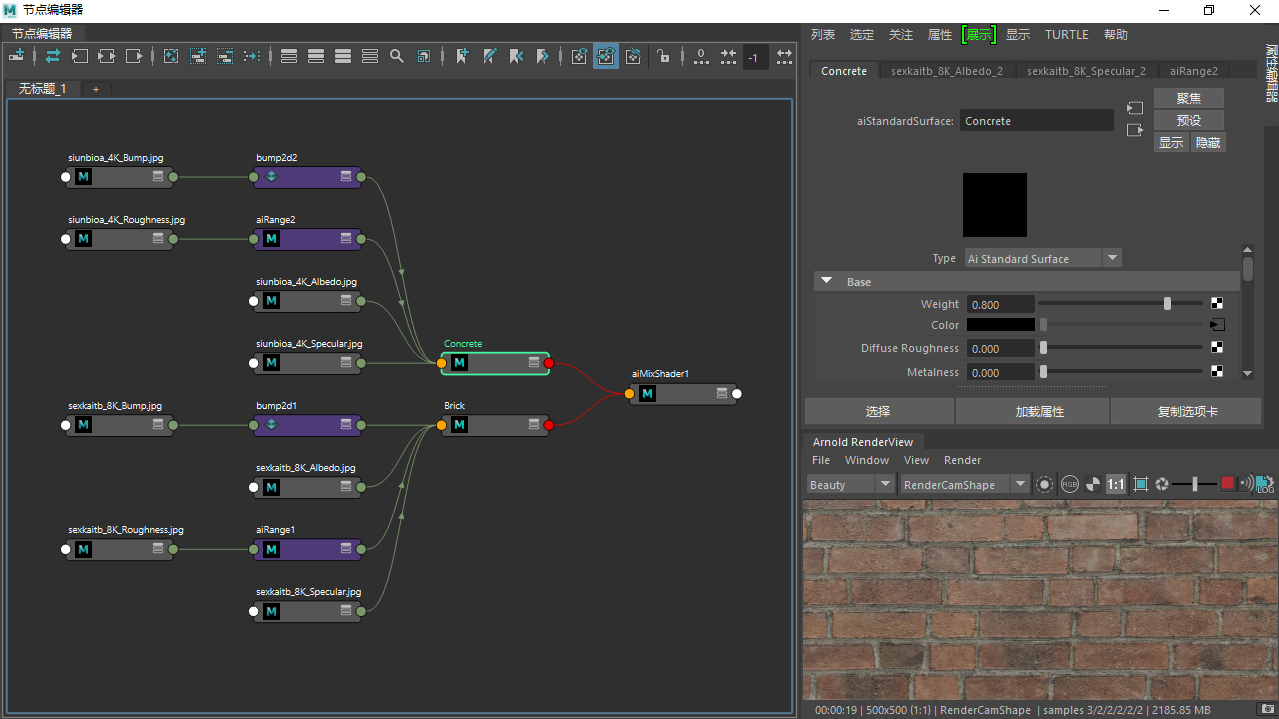 节点编辑器
节点编辑器
-1
无标题_1 +
siunbioa_4K_Bump.jpg
bump2d2
siunbioa_4K_Roughness.jpg
aiRange2
siunbioa_4K_Albedo.jpg
siunbioa_4K_Specular.jpg
Concrete
aiMixShader1
sexkaitb_8K_Bump.jpg
bump2d1
Brick
sexkaitb_8K_Albedo.jpg
sexkaitb_8K_Roughness.jpg
aiRange1
sexkaitb_8K_Specular.jpg
列表 选定 关注 属性 展示 显示 TURTLE 帮助
属性编辑器
Concrete sexkaitb_8K_Albedo_2 sexkaitb_8K_Specular_2 aiRange2
聚焦
aiStandardSurface: Concrete
预设
显示 隐藏
Type Ai Standard Surface
Base
Weight 0.800
Color
Diffuse Roughness 0.000
Metalness 0.000
选择 加载属性 复制选项卡
Arnold RenderView
File Window View Render
Beauty RenderCamShape RGB 1:1 LOG
00:00:19 | 500x500 (1:1) | RenderCamShape | samples 3/2/2/2/2/2 | 2185.85 MB